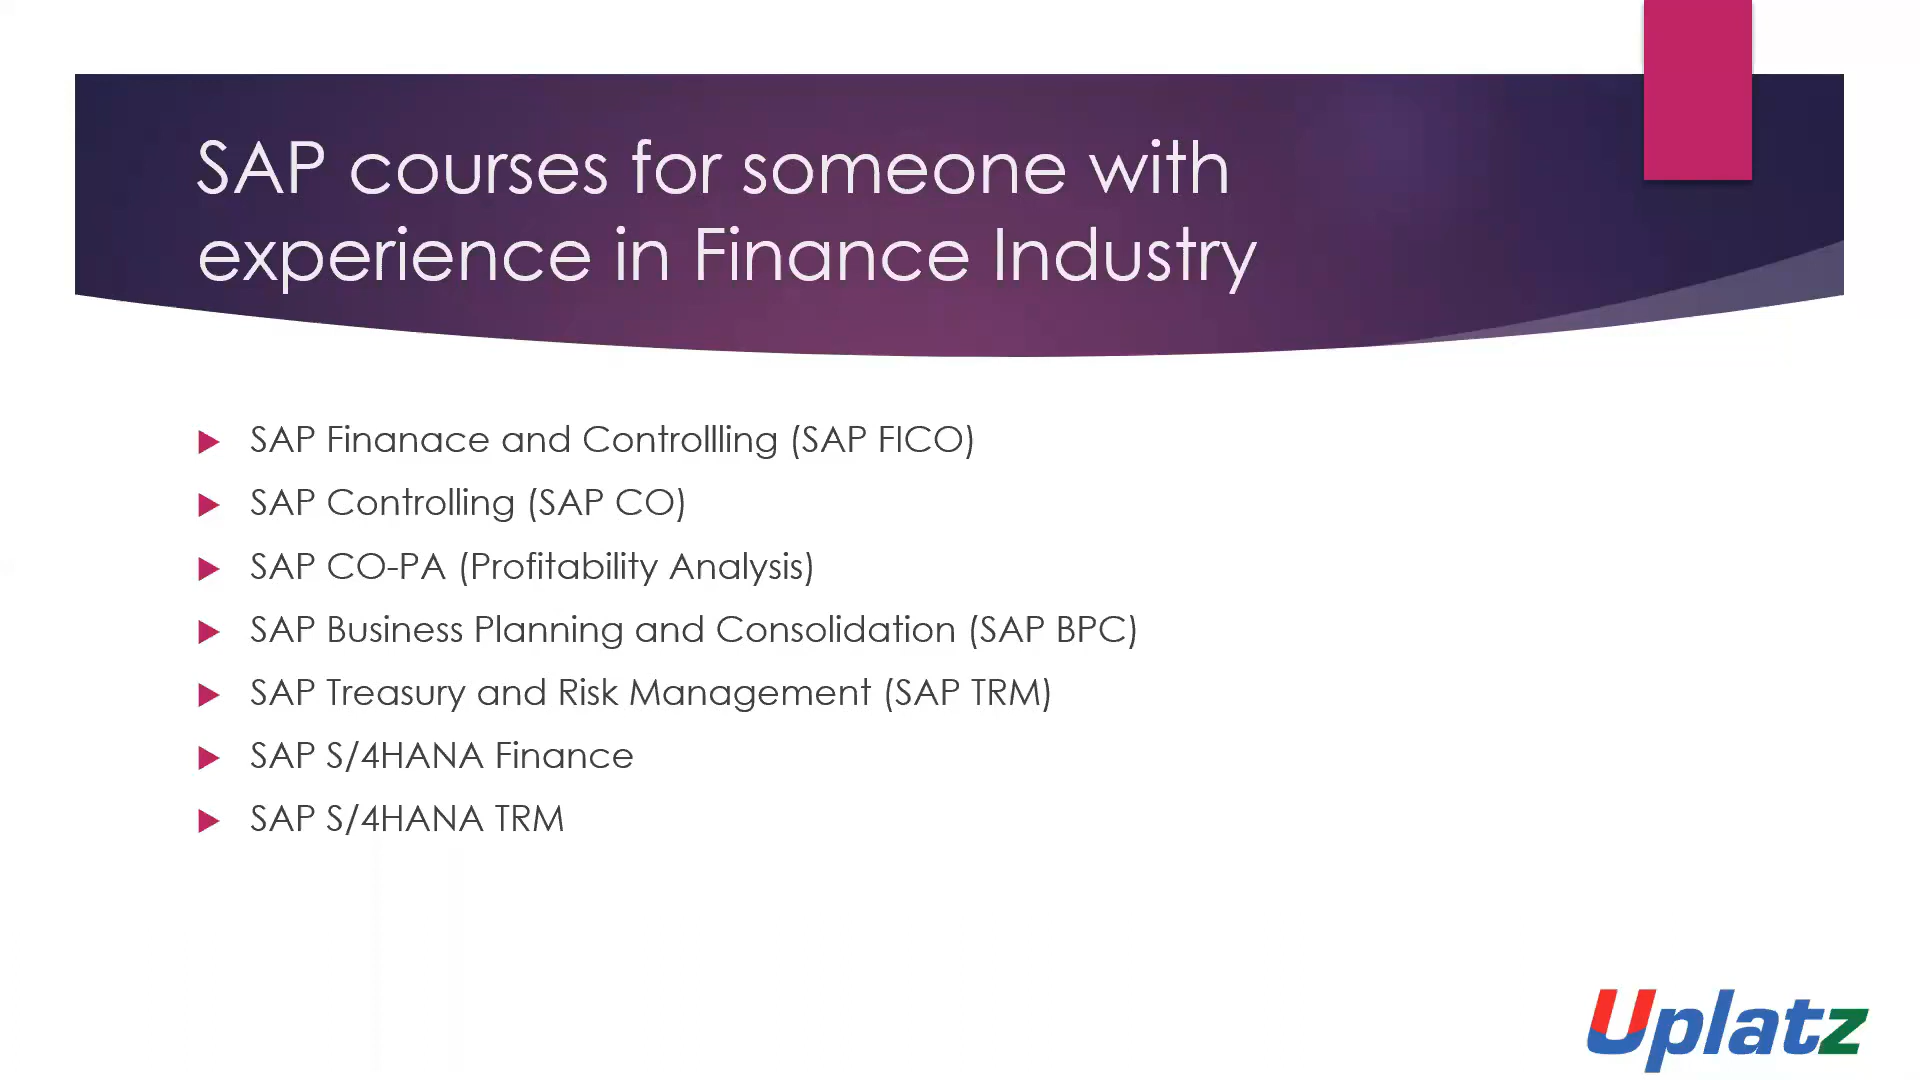 SAP courses for someone with
experience in Finance Industry
SAP Finanace and Controllling (SAP FICO)
SAP Controlling (SAP CO)
SAP CO-PA (Profitability Analysis)
SAP Business Planning and Consolidation (SAP BPC)
SAP Treasury and Risk Management (SAP TRM)
SAP S/4HANA Finance
SAP S/4HANA TRM
Uplatz